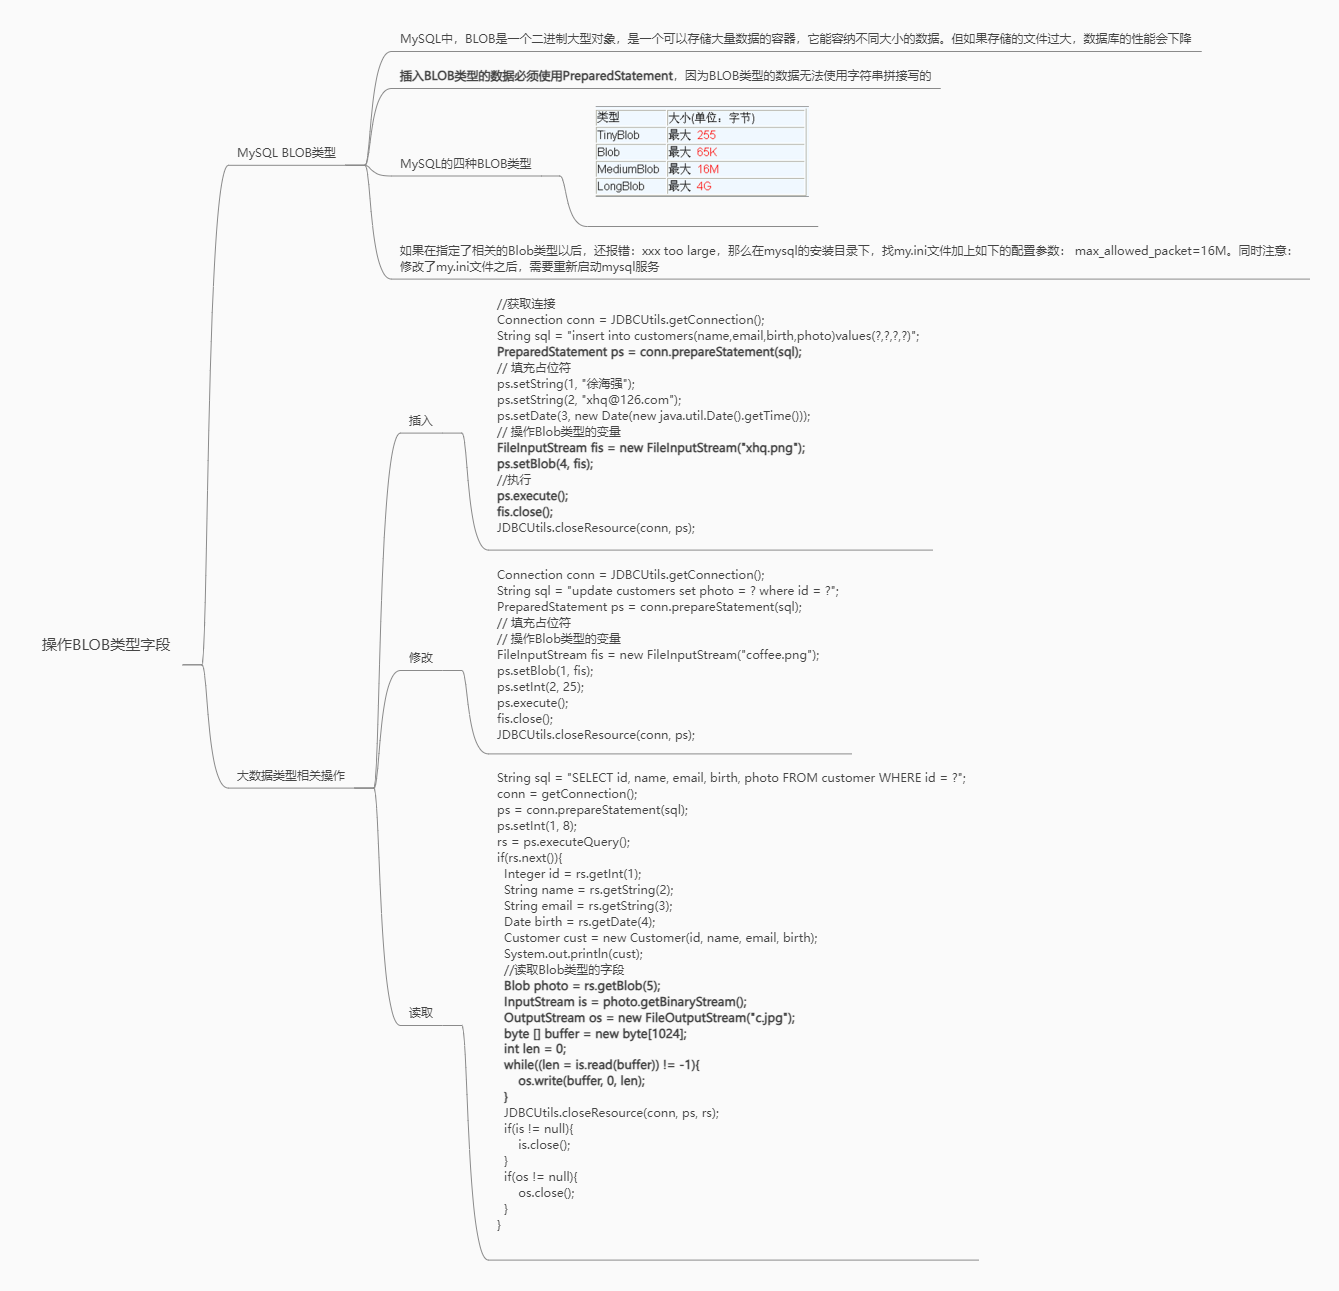 操作BLOB类型字段
MySQL BLOB类型
MySQL中，BLOB是一个二进制大型对象，是一个可以存储大量数据的容器，它能容纳不同大小的数据。但如果存储的文件过大，数据库的性能会下降
插入BLOB类型的数据必须使用PreparedStatement，因为BLOB类型的数据无法使用字符串拼接写的
MySQL的四种BLOB类型
类型 大小(单位：字节)
TinyBlob 最大 255
Blob 最大 65K
MediumBlob 最大 16M
LongBlob 最大 4G
如果在指定了相关的Blob类型以后，还报错：xxx too large，那么在mysql的安装目录下，找my.ini文件加上如下的配置参数： max_allowed_packet=16M。同时注意：
修改了my.ini文件之后，需要重新启动mysql服务
大数据类型相关操作
插入
//获取连接
Connection conn = JDBCUtils.getConnection();
String sql = "insert into customers(name,email,birth,photo)values(?,?,?,?)";
PreparedStatement ps = conn.prepareStatement(sql);
// 填充占位符
ps.setString(1, "徐海强");
ps.setString(2, "xhq@126.com");
ps.setDate(3, new Date(new java.util.Date().getTime()));
// 操作Blob类型的变量
FileInputStream fis = new FileInputStream("xhq.png");
ps.setBlob(4, fis);
//执行
ps.execute();
fis.close();
JDBCUtils.closeResource(conn, ps);
修改
Connection conn = JDBCUtils.getConnection();
String sql = "update customers set photo = ? where id = ?";
PreparedStatement ps = conn.prepareStatement(sql);
// 填充占位符
// 操作Blob类型的变量
FileInputStream fis = new FileInputStream("coffee.png");
ps.setBlob(1, fis);
ps.setInt(2, 25);
ps.execute();
fis.close();
JDBCUtils.closeResource(conn, ps);
读取
String sql = "SELECT id, name, email, birth, photo FROM customer WHERE id = ?";
conn = getConnection();
ps = conn.prepareStatement(sql);
ps.setInt(1, 8);
rs = ps.executeQuery();
if(rs.next()){
Integer id = rs.getInt(1);
String name = rs.getString(2);
String email = rs.getString(3);
Date birth = rs.getDate(4);
Customer cust = new Customer(id, name, email, birth);
System.out.println(cust);
//读取Blob类型的字段
Blob photo = rs.getBlob(5);
InputStream is = photo.getBinaryStream();
OutputStream os = new FileOutputStream("c.jpg");
byte [] buffer = new byte[1024];
int len = 0;
while((len = is.read(buffer)) != -1){
os.write(buffer, 0, len);
}
JDBCUtils.closeResource(conn, ps, rs);
if(is != null){
is.close();
}
if(os != null){
os.close();
}
}